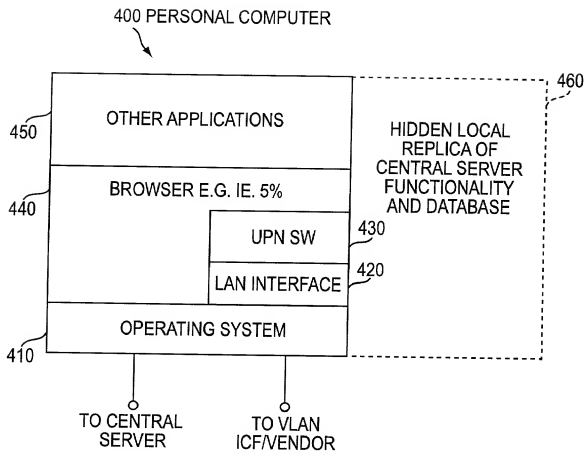 400 PERSONAL COMPUTER
460
450
OTHER APPLICATIONS
HIDDEN LOCAL
REPLICA OF
CENTRAL SERVER
FUNCTIONALITY
AND DATABASE
440
BROWSER E.G. IE. 5%
UPN SW
430
LAN INTERFACE
420
OPERATING SYSTEM
410
TO CENTRAL
SERVER
TO VLAN
ICF/VENDOR